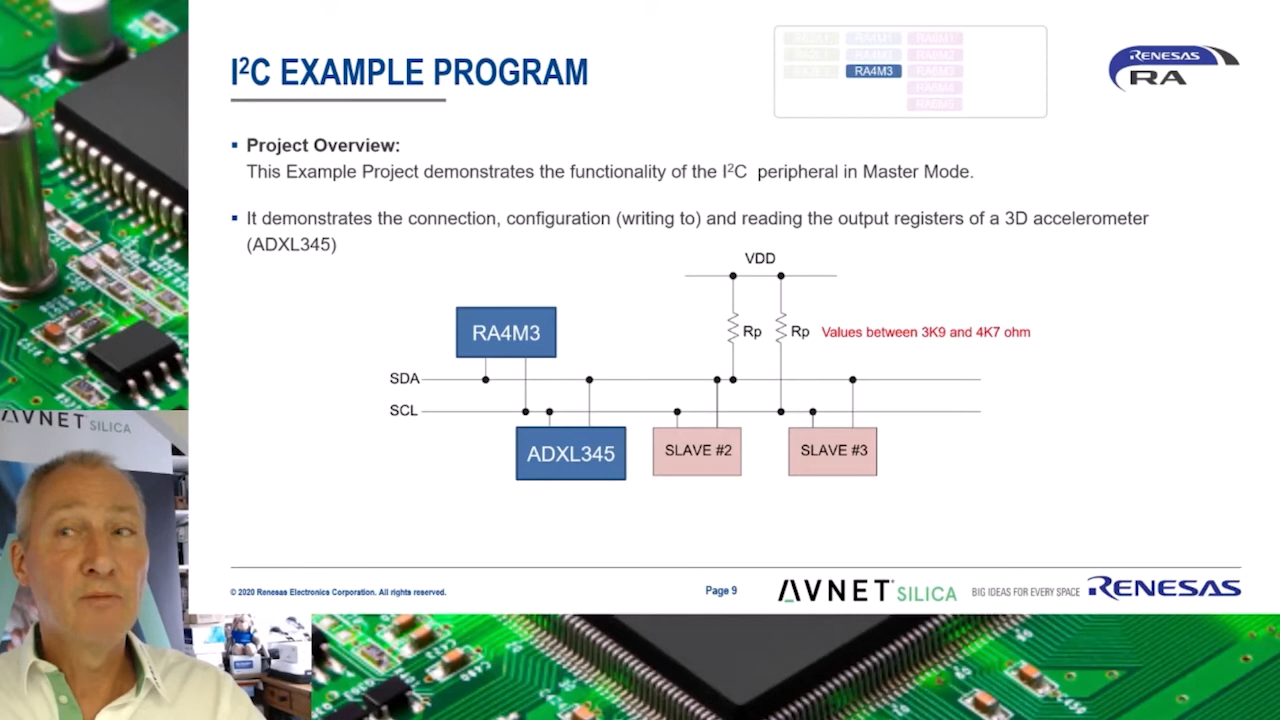 I²C EXAMPLE PROGRAM
RA4M3
RENESAS
RA
▪ Project Overview:
This Example Project demonstrates the functionality of the I²C peripheral in Master Mode.
▪ It demonstrates the connection, configuration (writing to) and reading the output registers of a 3D accelerometer
(ADXL345)
VDD
RA4M3
Rp
Rp
Values between 3K9 and 4K7 ohm
SDA
SCL
ADXL345
SLAVE #2
SLAVE #3
AVNET SILICA
© 2020 Renesas Electronics Corporation. All rights reserved.
Page 9
AVNET SILICA
BIG IDEAS FOR EVERY SPACE
RENESAS